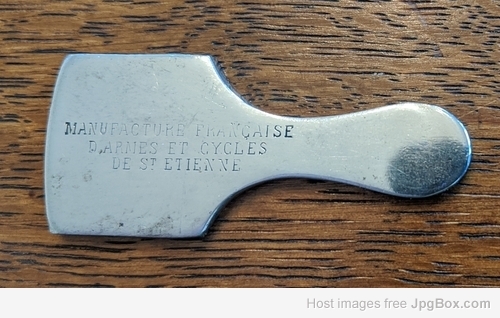 MANUFACTURE FRANÇAISE
D'ARMES ET CYCLES
DE ST ETIENNE
Host images free JpgBox.com